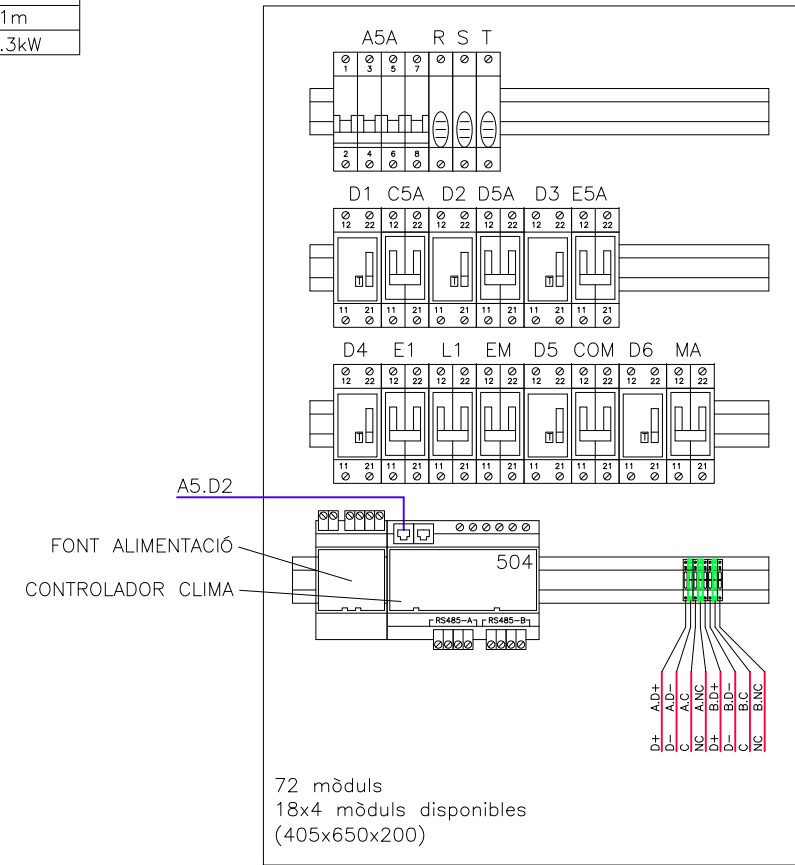 1m
.3kW
A5A R S T
1 3 5 7
2 4 6 8
D1 C5A D2 D5A D3 E5A
12 22 12 22 12 22 12 22 12 22 12 22
T T T
11 21 11 21 11 21 11 21 11 21 11 21
D4 E1 L1 EM D5 COM D6 MA
12 22 12 22 12 22 12 22 12 22 12 22 12 22 12 22
T T T
11 21 11 21 11 21 11 21 11 21 11 21 11 21 11 21
A5.D2
FONT ALIMENTACIÓ
504
CONTROLADOR CLIMA
RS485-A RS485-B
D+ A.D+
D- A.D-
C A.C
NC A.NC
D+ B.D+
D- B.D-
C B.C
NC B.NC
72 mòduls
18x4 mòduls disponibles
(405x650x200)